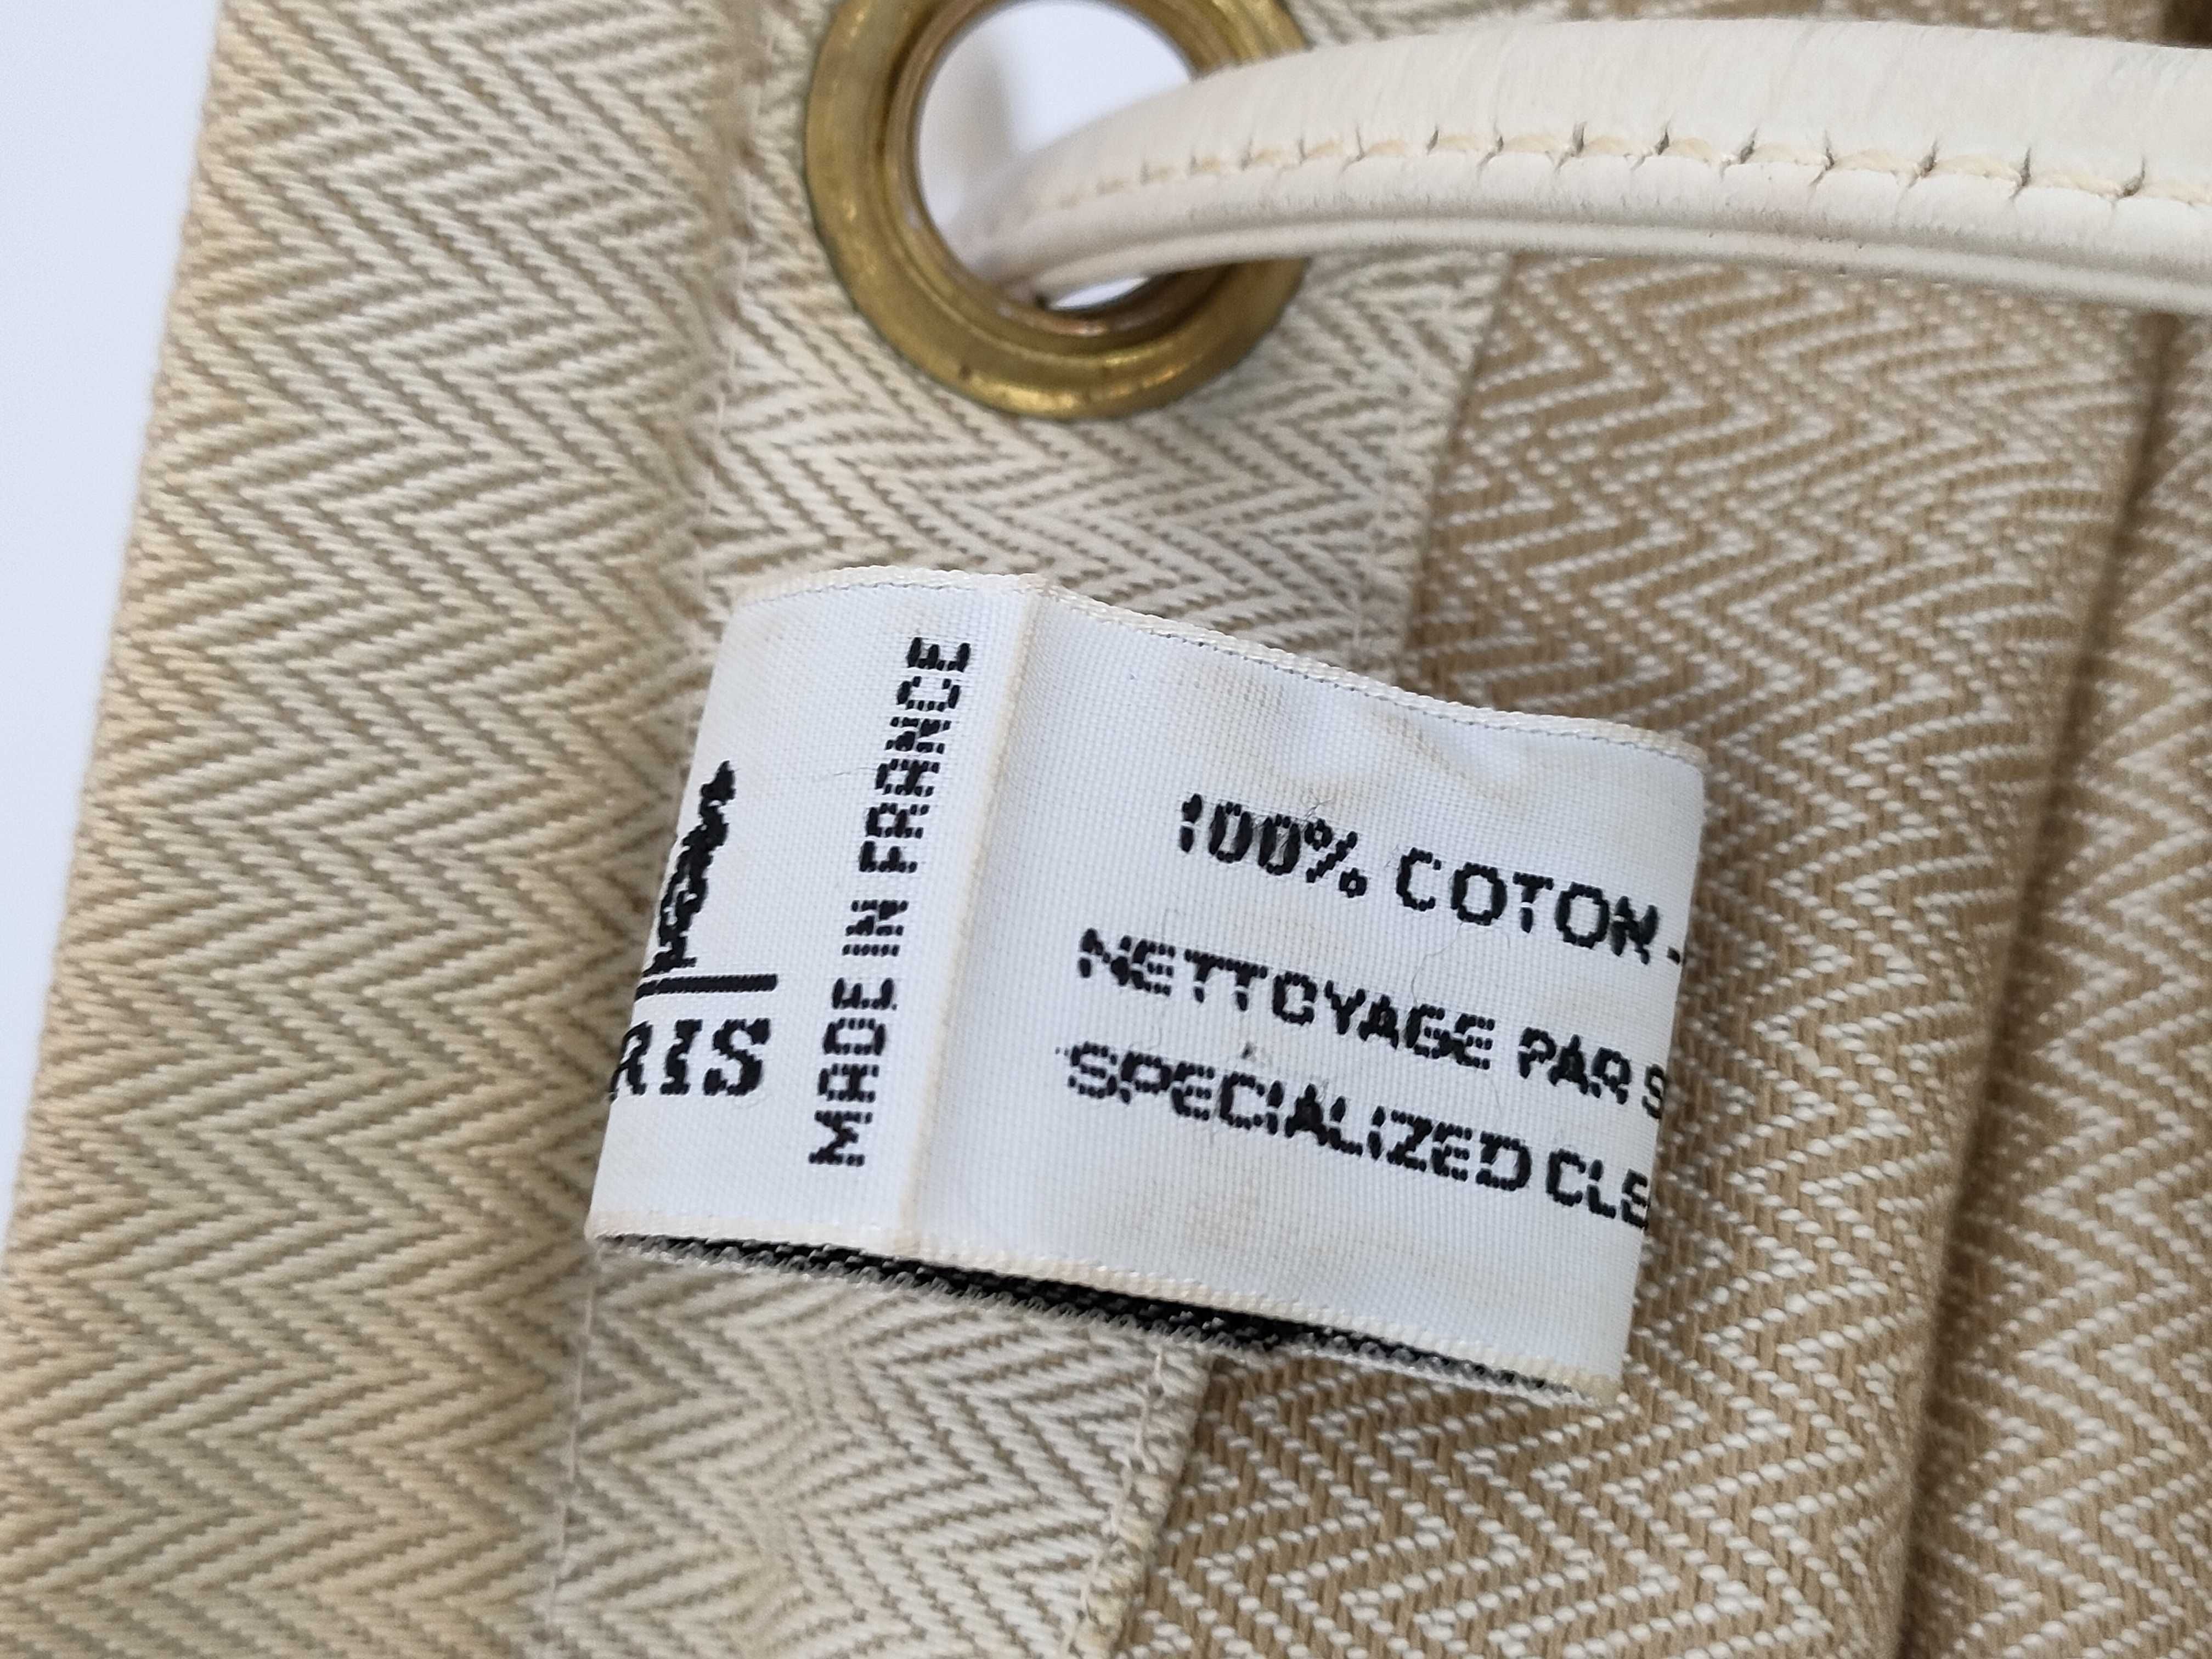 RIS
MADE IN FRANCE
100% COTON -
NETTOYAGE PAR S
SPECIALIZED CLE